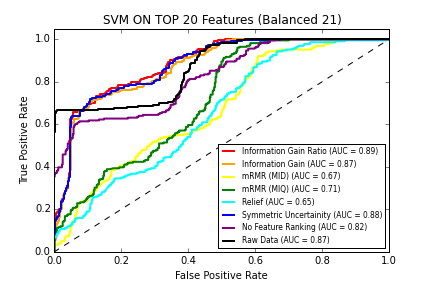 SVM ON TOP 20 Features (Balanced 21)
1.0
0.8
0.6
0.4
0.2
0.0
True Positive Rate
Information Gain Ratio (AUC = 0.89)
Information Gain (AUC = 0.87)
mRMR (MID) (AUC = 0.67)
mRMR (MIQ) (AUC = 0.71)
Relief (AUC = 0.65)
Symmetric Uncertainity (AUC = 0.88)
No Feature Ranking (AUC = 0.82)
Raw Data (AUC = 0.87)
0.0 0.2 0.4 0.6 0.8 1.0
False Positive Rate